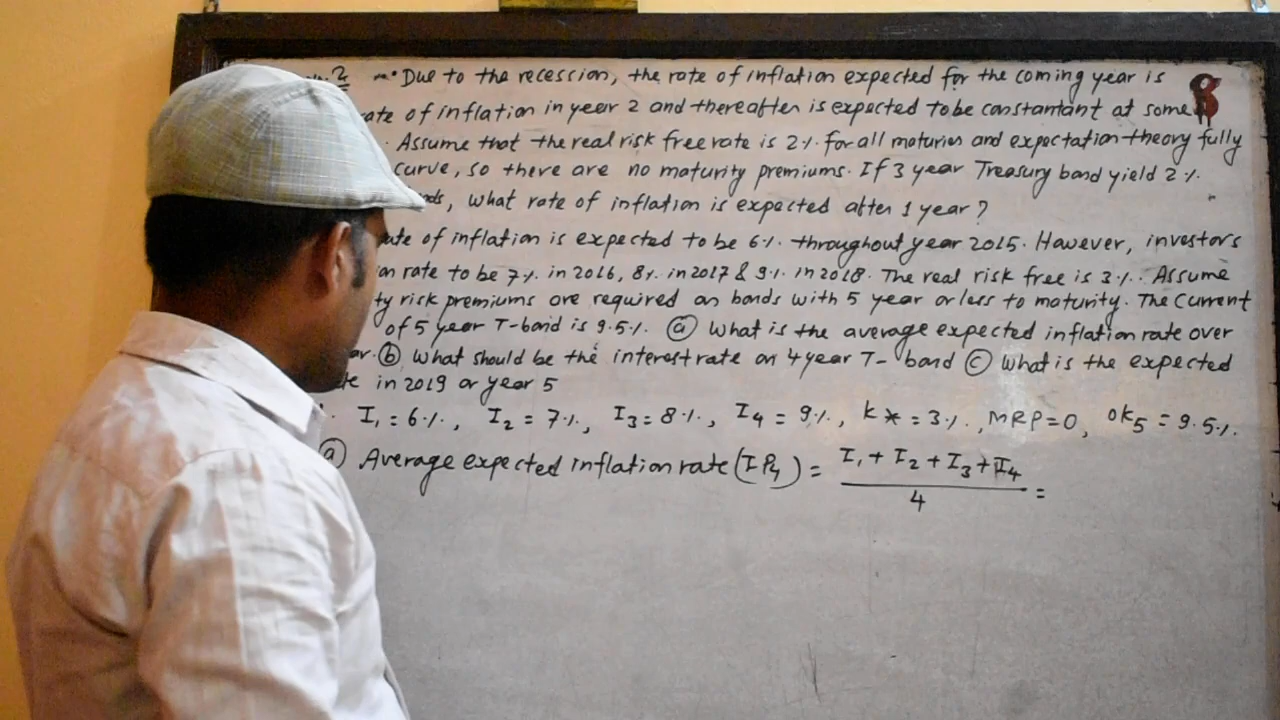 2 Due to the recession, the rate of inflation expected for the coming year is
rate of inflation in year 2 and thereafter is expected to be constantant at some
. Assume that the real risk free rate is 2%. for all maturies and expectation theory fully
curve, so there are no maturity premiums. If 3 year Treasury bond yield 2%.
nds, what rate of inflation is expected after 1 year?
ate of inflation is expected to be 6%. throughout year 2015. However, investors
ion rate to be 7%. in 2016, 8%. in 2017 & 9%. in 2018. The real risk free is 3%.. Assume
ty risk premiums are required on bonds with 5 year or less to maturity. The current
of 5 year T-bond is 9.5%. (a) What is the average expected inflation rate over
ar. (b) What should be the interest rate on 4 year T-bond (c) What is the expected
te in 2019 or year 5
I₁ = 6%., I₂ = 7%., I₃ = 8%., I₄ = 9%., k* = 3%., MRP=0, ok₅ = 9.5%.
(a) Average expected inflation rate (IP₄) = I₁ + I₂ + I₃ + I₄ =
4
8